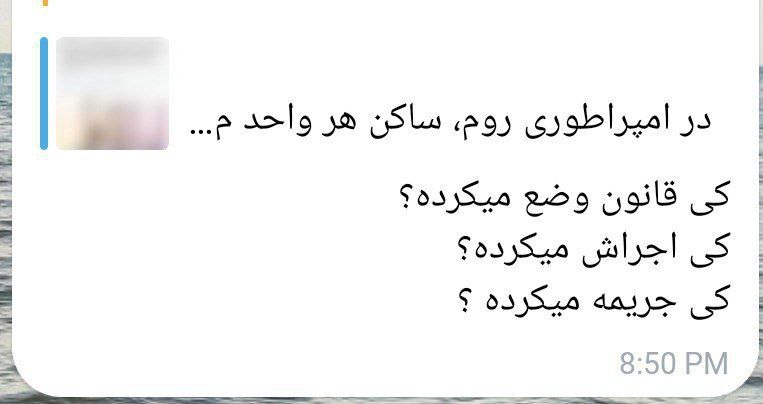 در امپراطوری روم، ساکن هر واحد م...
کی قانون وضع میکرده؟
کی اجراش میکرده؟
کی جریمه میکرده ؟
8:50 PM